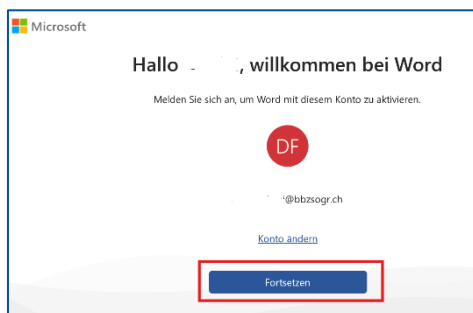 Microsoft
Hallo , willkommen bei Word
Melden Sie sich an, um Word mit diesem Konto zu aktivieren.
DF
@bbzsogr.ch
Konto ändern
Fortsetzen